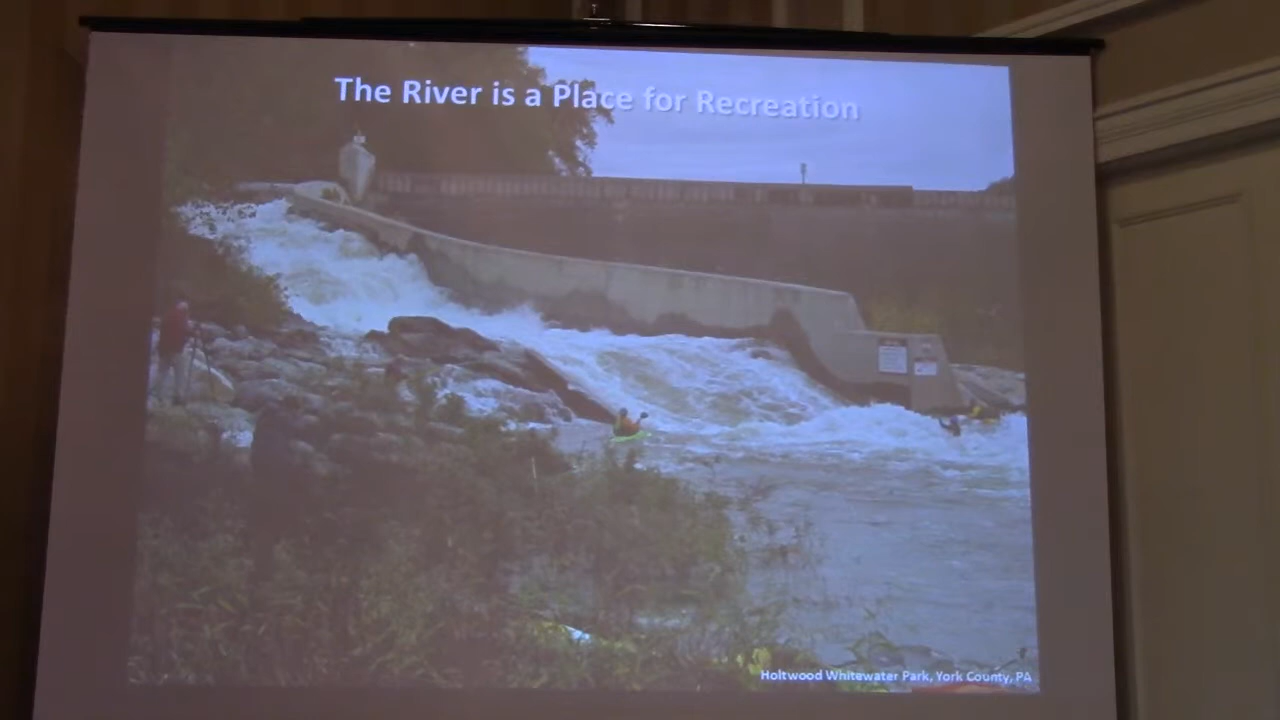 The River is a Place for Recreation
Holtwood Whitewater Park, York County, PA